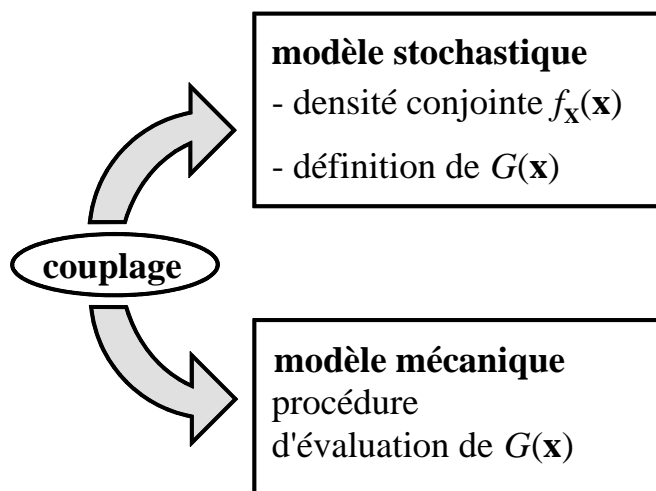 modèle stochastique
- densité conjointe fx(x)
- définition de G(x)
couplage
modèle mécanique
procédure
d'évaluation de G(x)